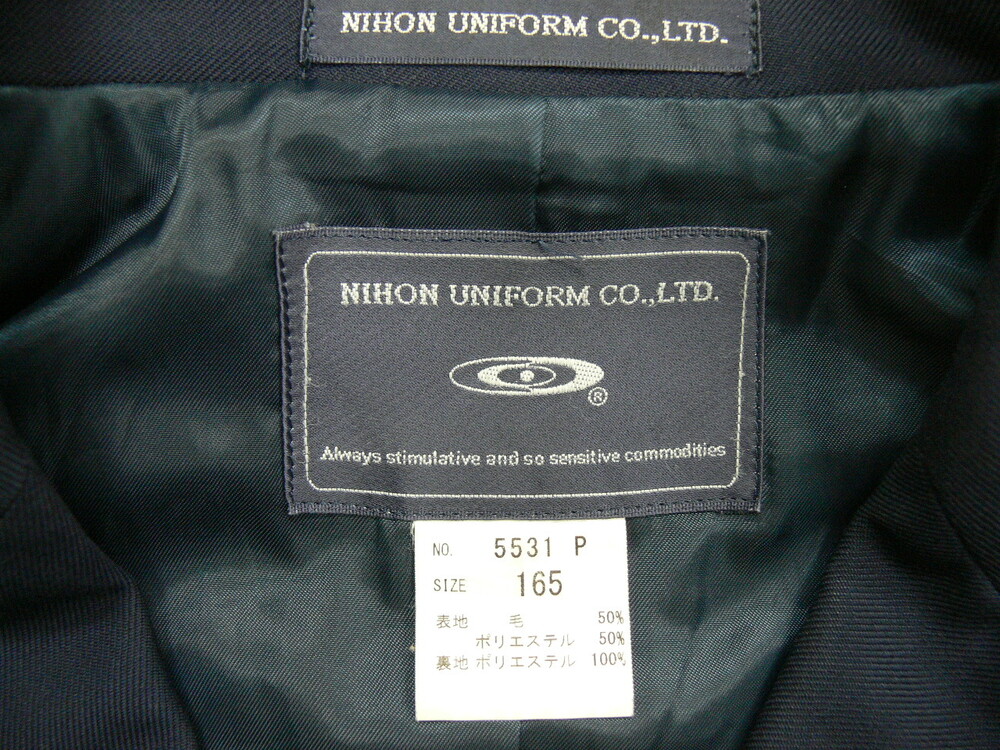 NIHON UNIFORM CO.,LTD.
NIHON UNIFORM CO.,LTD.
®
Always stimulative and so sensitive commodities
NO. 5531 P
SIZE 165
表地 毛 50%
ポリエステル 50%
裏地 ポリエステル 100%